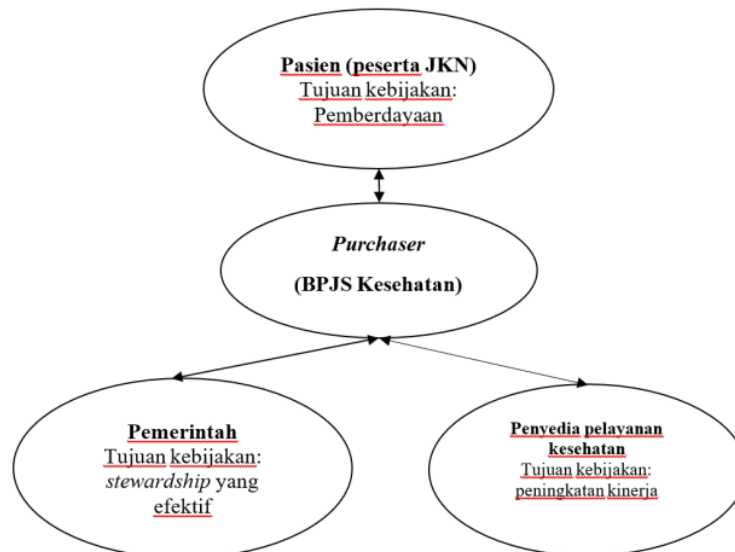 Pasien (peserta JKN)
Tujuan kebijakan:
Pemberdayaan
Purchaser
(BPJS Kesehatan)
Pemerintah
Tujuan kebijakan:
stewardship yang
efektif
Penyedia pelayanan
kesehatan
Tujuan kebijakan:
peningkatan kinerja